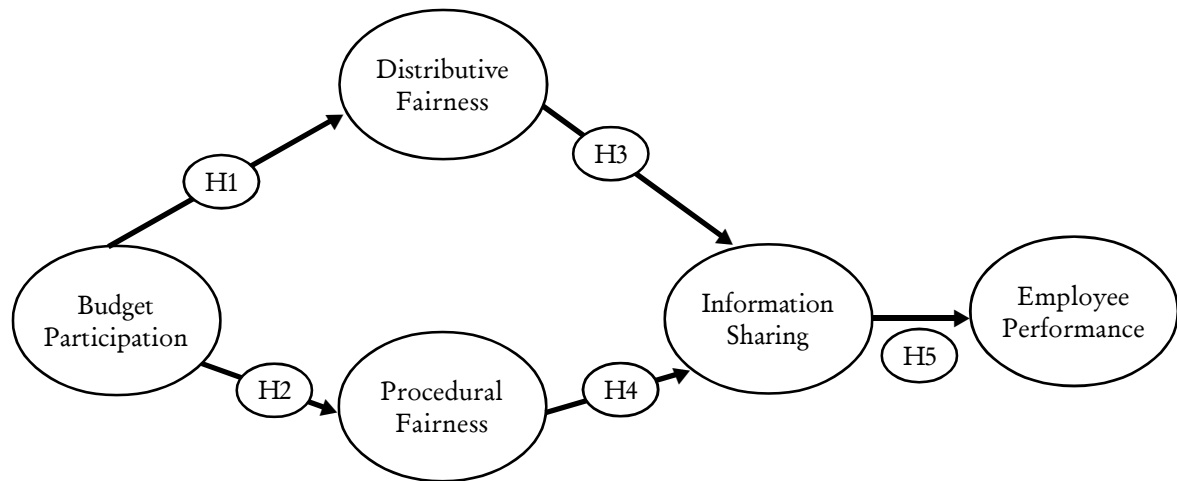 Distributive
Fairness
H1
H3
Budget
Participation
Information
Sharing
Employee
Performance
H5
H2
H4
Procedural
Fairness